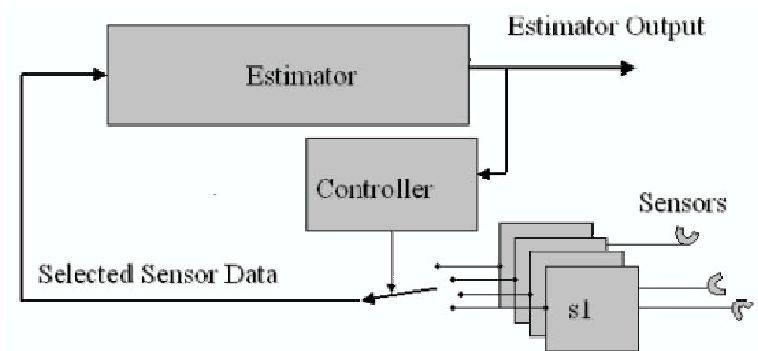 Estimator Output
Estimator
Controller
Sensors
Selected Sensor Data
s1